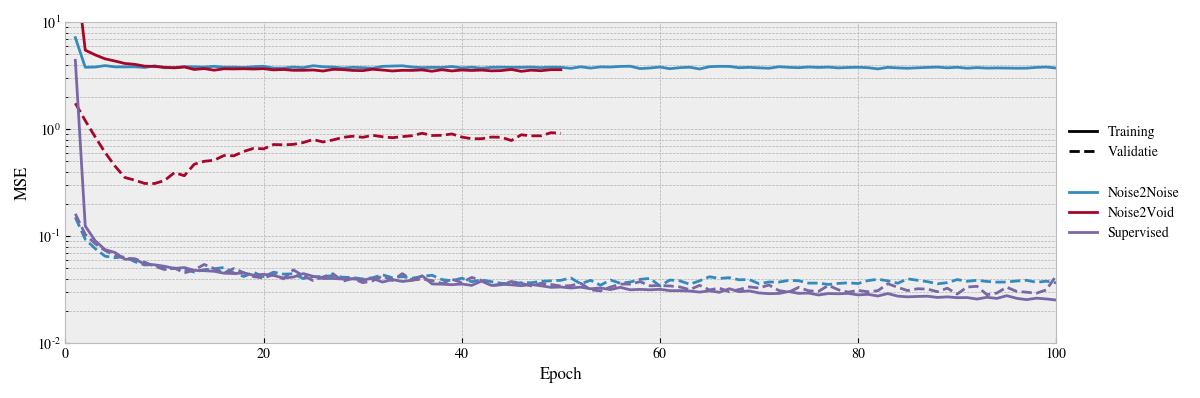 10^1
10^0
10^-1
10^-2
MSE
0 20 40 60 80 100
Epoch
Training
Validatie
Noise2Noise
Noise2Void
Supervised